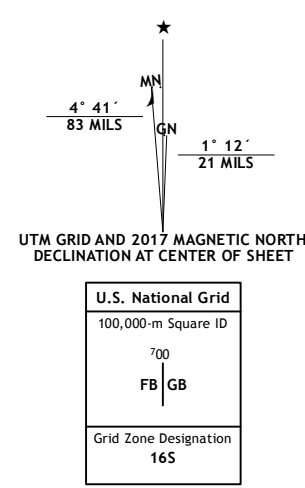 ★
MN
4° 41´
83 MILS
GN
1° 12´
21 MILS
UTM GRID AND 2017 MAGNETIC NORTH
DECLINATION AT CENTER OF SHEET
U.S. National Grid
100,000-m Square ID
⁷00
FB GB
Grid Zone Designation
16S